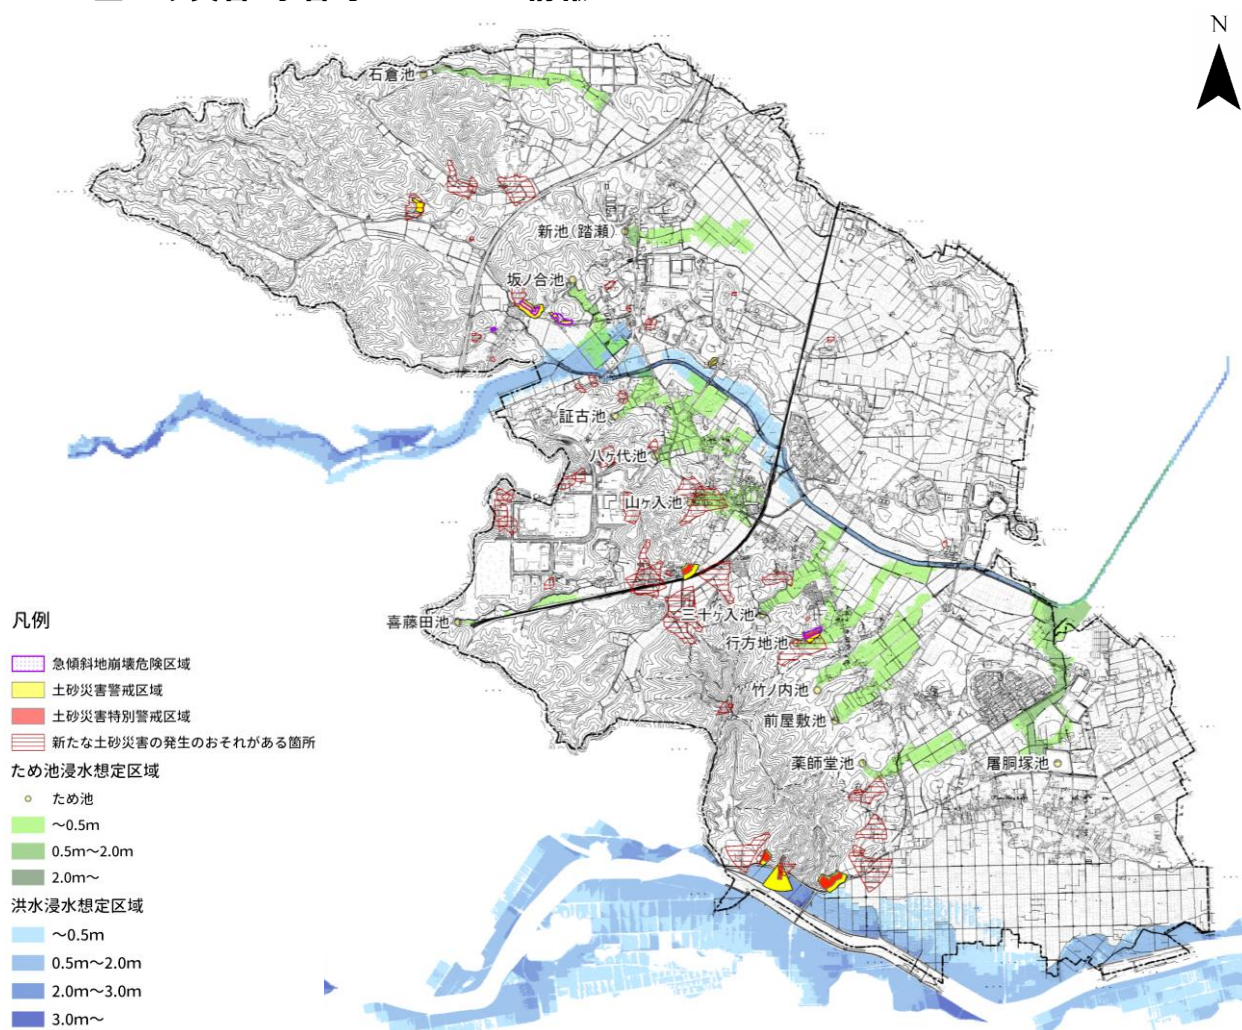 N
石倉池
新池（踏瀬）
坂ノ合池
証古池
八ヶ代池
山ヶ入池
三十ヶ入池
喜藤田池
行方地池
竹ノ内池
前屋敷池
薬師堂池
屠胴塚池
凡例
急傾斜地崩壊危険区域
土砂災害警戒区域
土砂災害特別警戒区域
新たな土砂災害の発生のおそれがある箇所
ため池浸水想定区域
ため池
～0.5m
0.5m～2.0m
2.0m～
洪水浸水想定区域
～0.5m
0.5m～2.0m
2.0m～3.0m
3.0m～